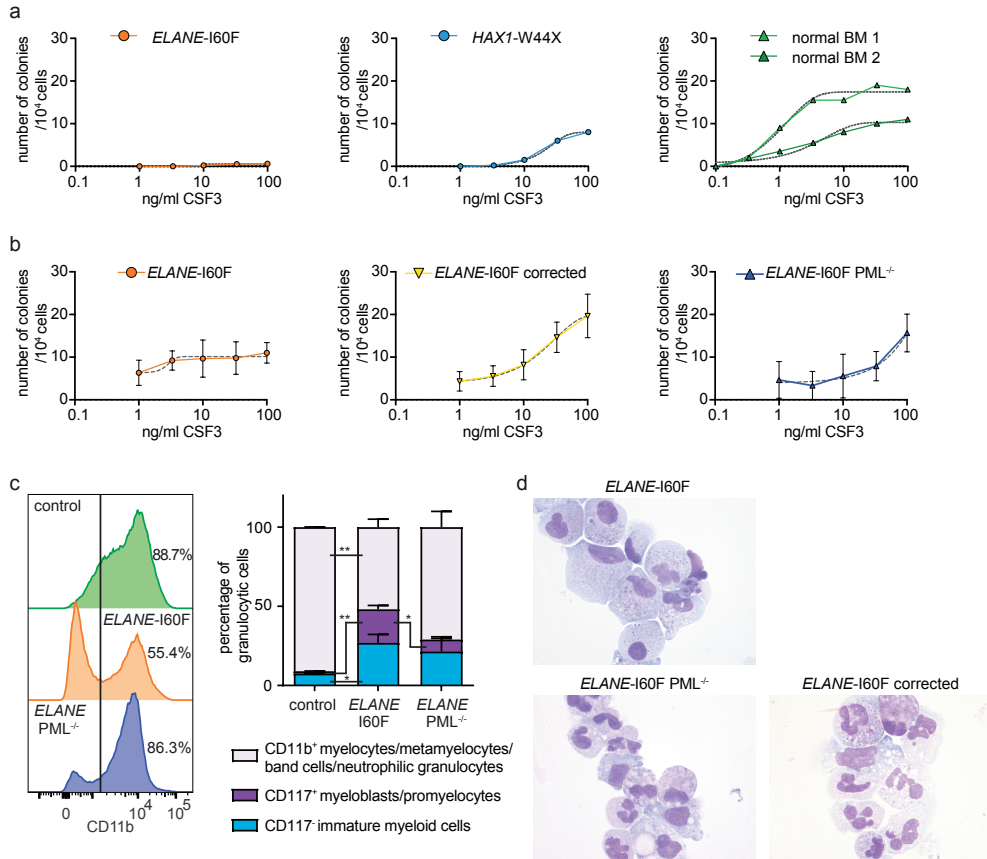 a
ELANE-I60F
HAX1-W44X
normal BM 1
normal BM 2
number of colonies
/10⁴ cells
30
20
10
0
0.1
1
10
100
ng/ml CSF3
number of colonies
/10⁴ cells
30
20
10
0
0.1
1
10
100
ng/ml CSF3
number of colonies
/10⁴ cells
30
20
10
0
0.1
1
10
100
ng/ml CSF3
b
ELANE-I60F
ELANE-I60F corrected
ELANE-I60F PML-/-
number of colonies
/10⁴ cells
30
20
10
0
0.1
1
10
100
ng/ml CSF3
number of colonies
/10⁴ cells
30
20
10
0
0.1
1
10
100
ng/ml CSF3
number of colonies
/10⁴ cells
30
20
10
0
0.1
1
10
100
ng/ml CSF3
c
control
88.7%
ELANE-I60F
55.4%
ELANE
PML-/-
86.3%
0
10⁴
10⁵
CD11b
percentage of
granulocytic cells
100
50
0
**
**
*
*
control
ELANE
I60F
ELANE
PML-/-
CD11b⁺ myelocytes/metamyelocytes/
band cells/neutrophilic granulocytes
CD117⁺ myeloblasts/promyelocytes
CD117⁻ immature myeloid cells
d
ELANE-I60F
ELANE-I60F PML-/-
ELANE-I60F corrected